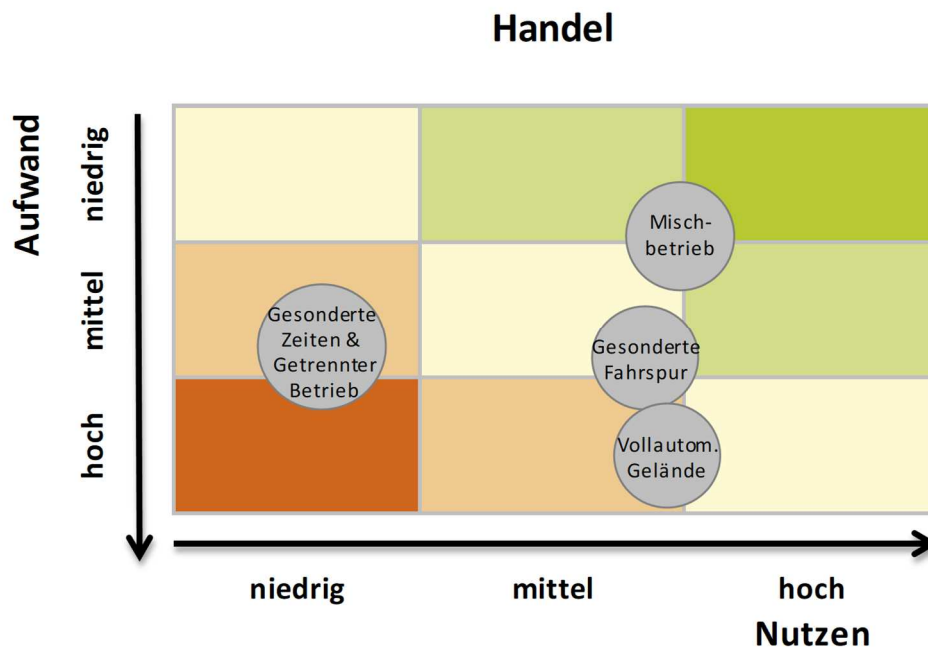 Handel
Aufwand
niedrig
mittel
hoch
Misch-
betrieb
Gesonderte
Zeiten &
Getrennter
Betrieb
Gesonderte
Fahrspur
Vollautom.
Gelände
niedrig
mittel
hoch
Nutzen